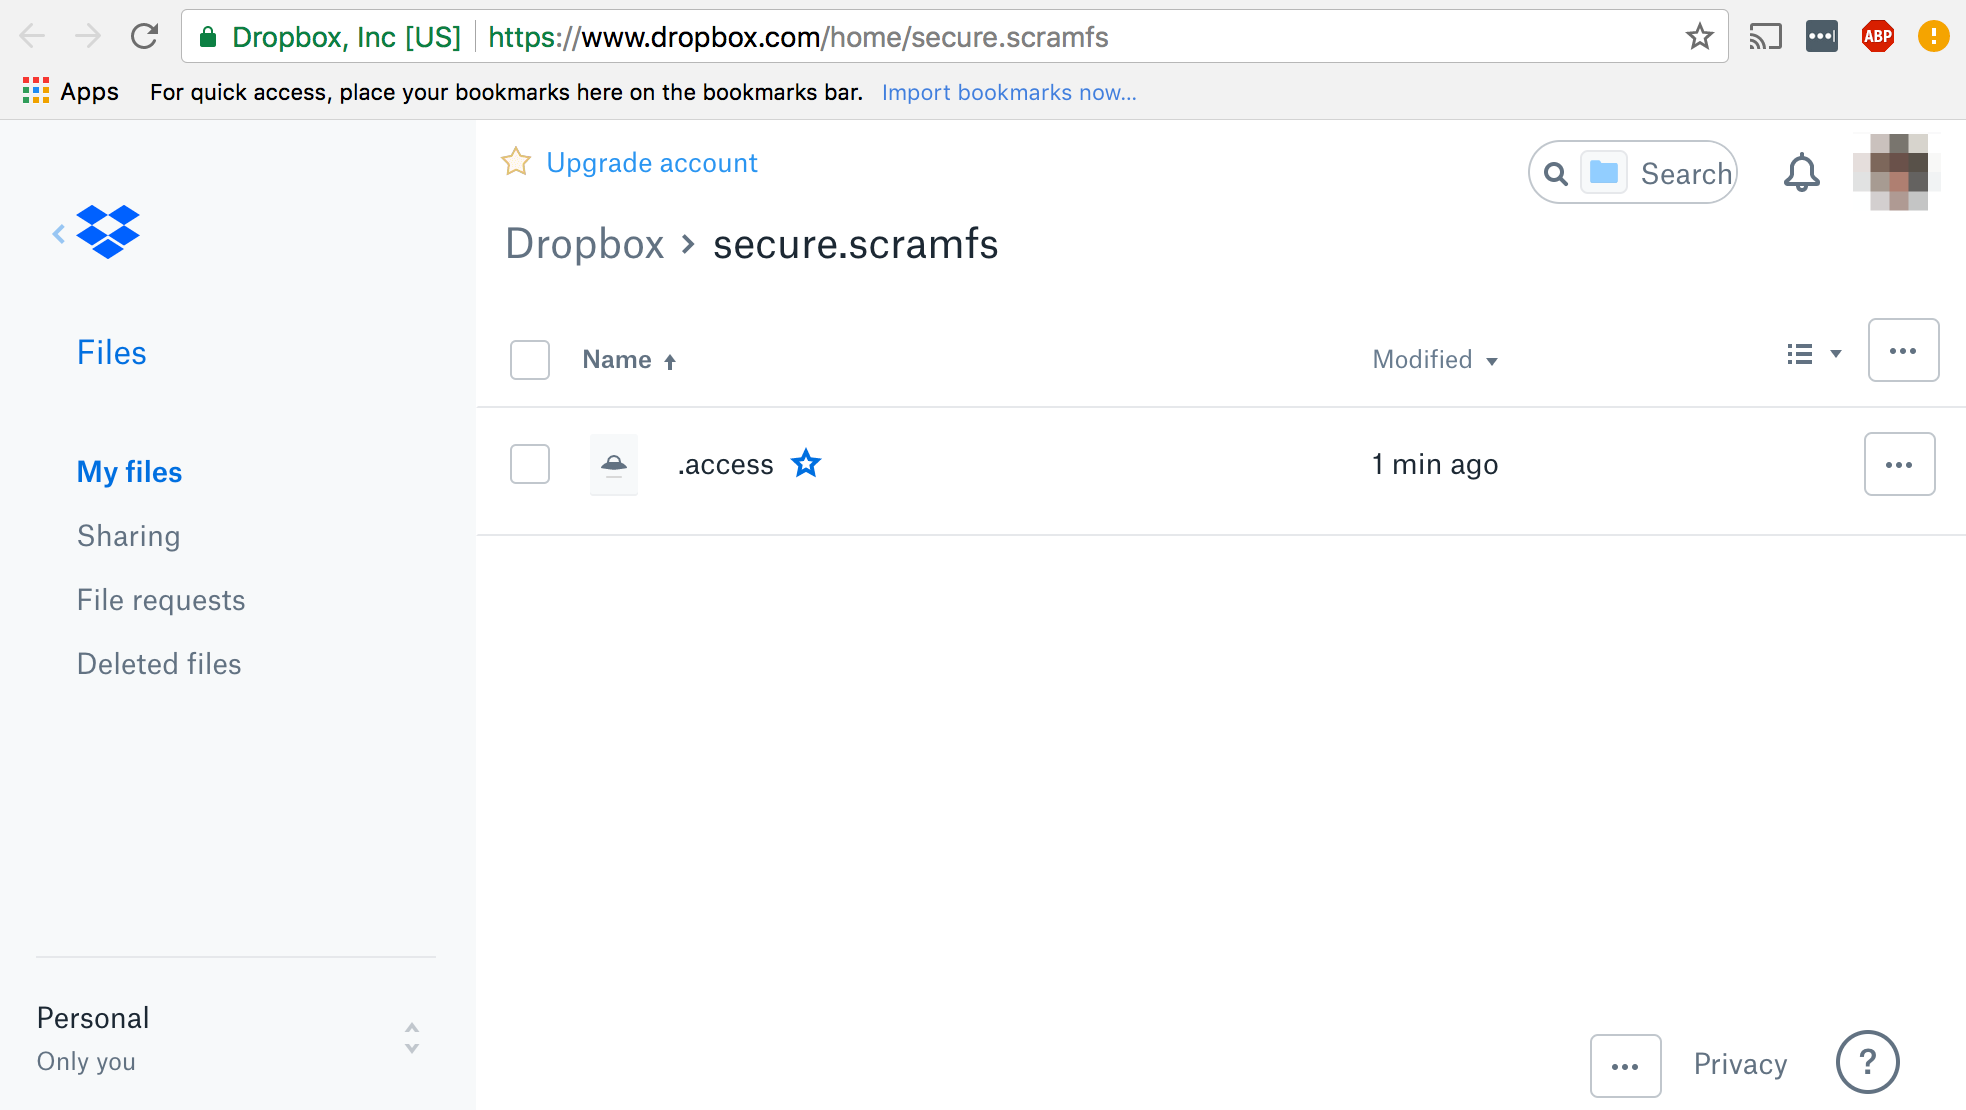 Dropbox, Inc [US] https://www.dropbox.com/home/secure.scramfs
ABP
Apps For quick access, place your bookmarks here on the bookmarks bar. Import bookmarks now...
Upgrade account
Search
Dropbox › secure.scramfs
Files
Name
Modified
My files
.access
1 min ago
Sharing
File requests
Deleted files
Personal
Only you
Privacy
?